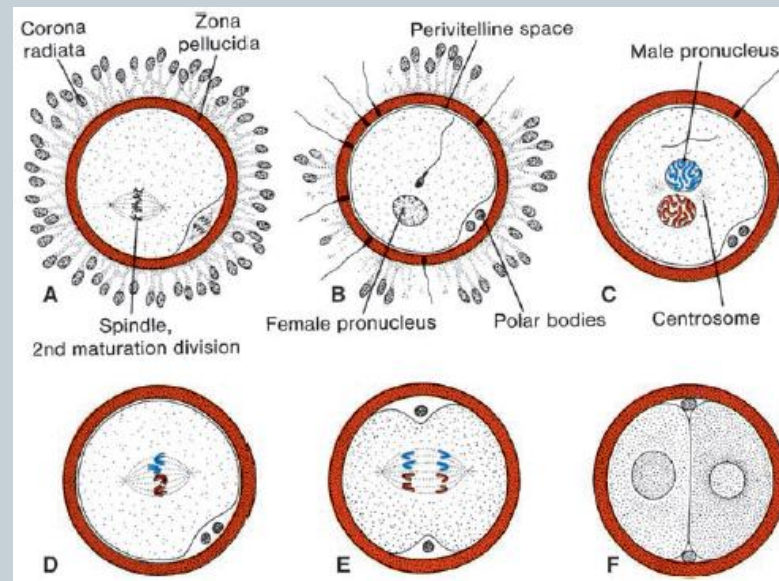 Corona
radiata
Zona
pellucida
Perivitelline space
Male pronucleus
A
B
C
Spindle,
2nd maturation division
Female pronucleus
Polar bodies
Centrosome
D
E
F